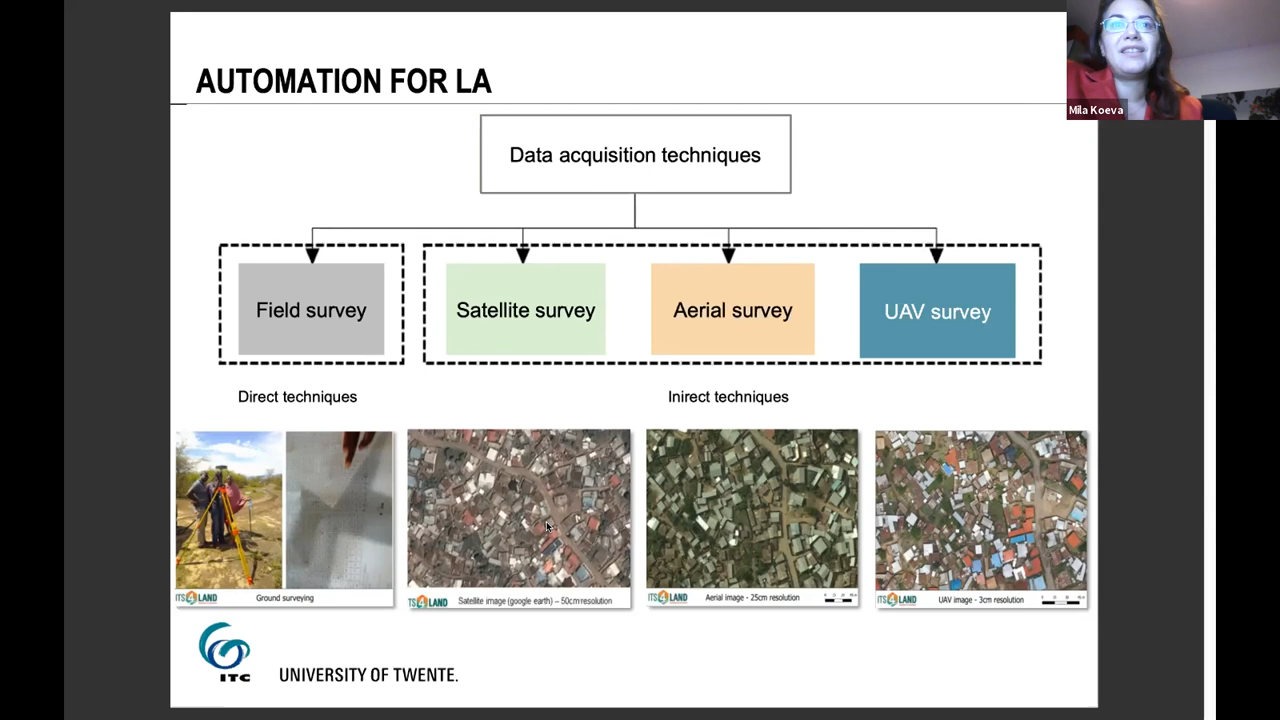 AUTOMATION FOR LA
Mila Koeva
Data acquisition techniques
Field survey
Satellite survey
Aerial survey
UAV survey
Direct techniques
Inirect techniques
ITS4LAND
Ground surveying
ITS4LAND
Satellite image (google earth) – 50cm resolution
ITS4LAND
Aerial image - 25cm resolution
ITS4LAND
UAV image - 3cm resolution
ITC
UNIVERSITY OF TWENTE.